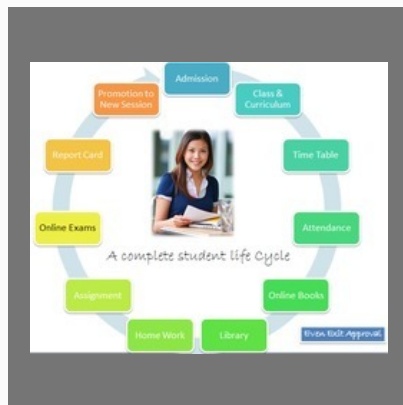 Admission
Class &
Curriculum
Time Table
Attendance
Online Books
Library
Home Work
Assignment
Online Exams
Report Card
Promotion to
New Session
A complete student life Cycle
Even Exit Approval